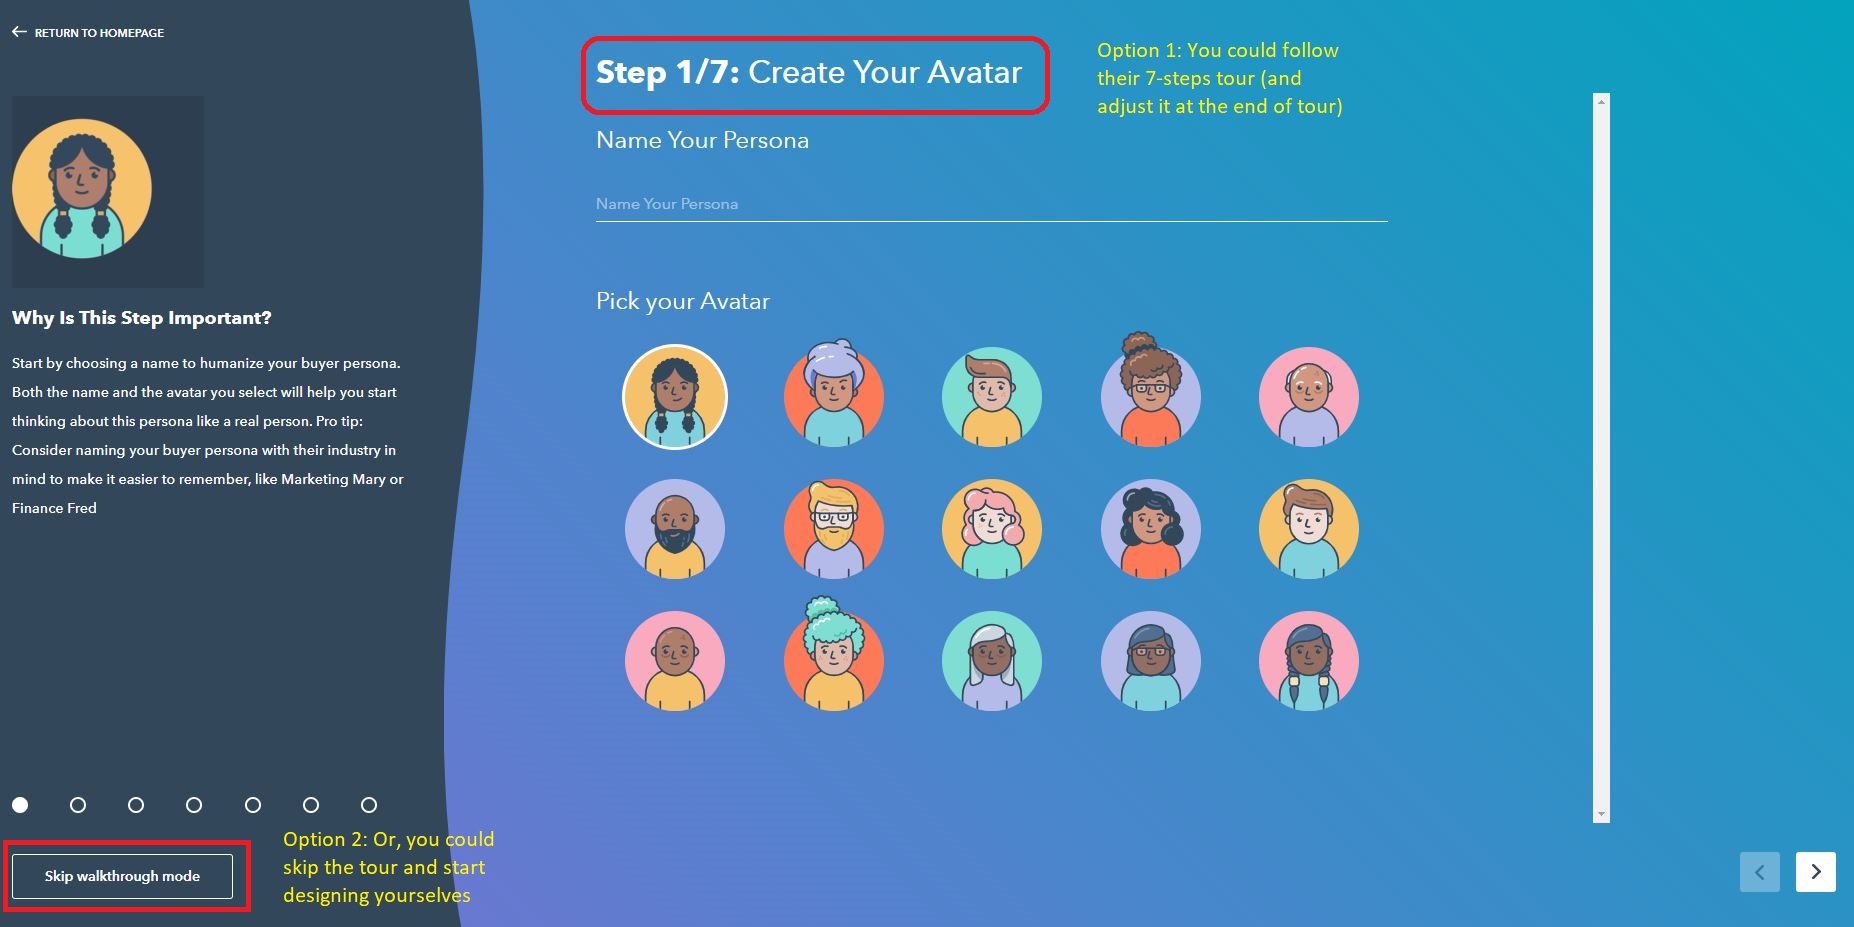 RETURN TO HOMEPAGE
Why Is This Step Important?
Start by choosing a name to humanize your buyer persona.
Both the name and the avatar you select will help you start
thinking about this persona like a real person. Pro tip:
Consider naming your buyer persona with their industry in
mind to make it easier to remember, like Marketing Mary or
Finance Fred
Skip walkthrough mode
Option 2: Or, you could
skip the tour and start
designing yourselves
Step 1/7: Create Your Avatar
Option 1: You could follow
their 7-steps tour (and
adjust it at the end of tour)
Name Your Persona
Name Your Persona
Pick your Avatar